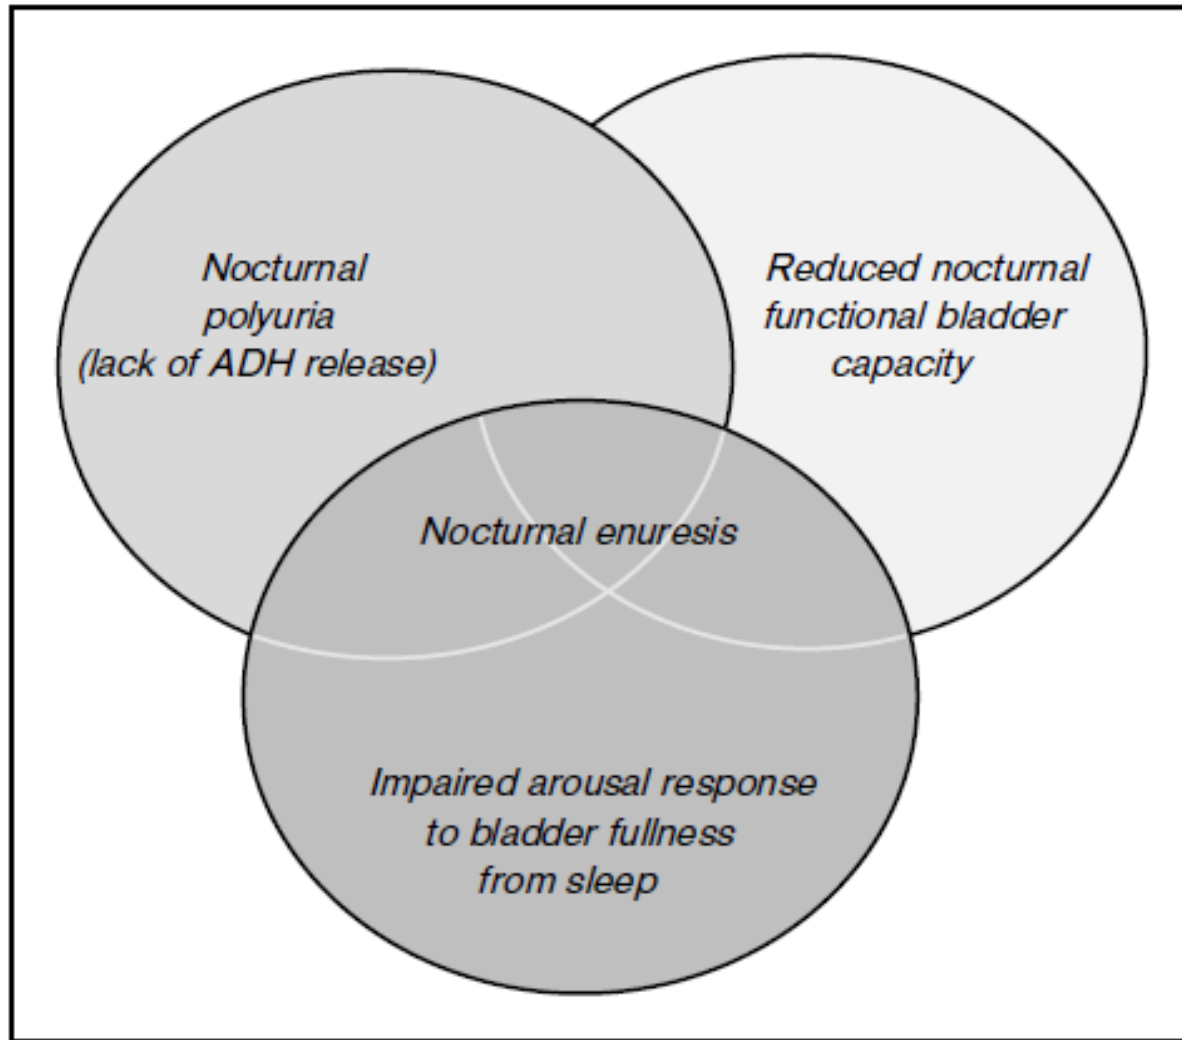 Nocturnal
polyuria
(lack of ADH release)
Reduced nocturnal
functional bladder
capacity
Nocturnal enuresis
Impaired arousal response
to bladder fullness
from sleep